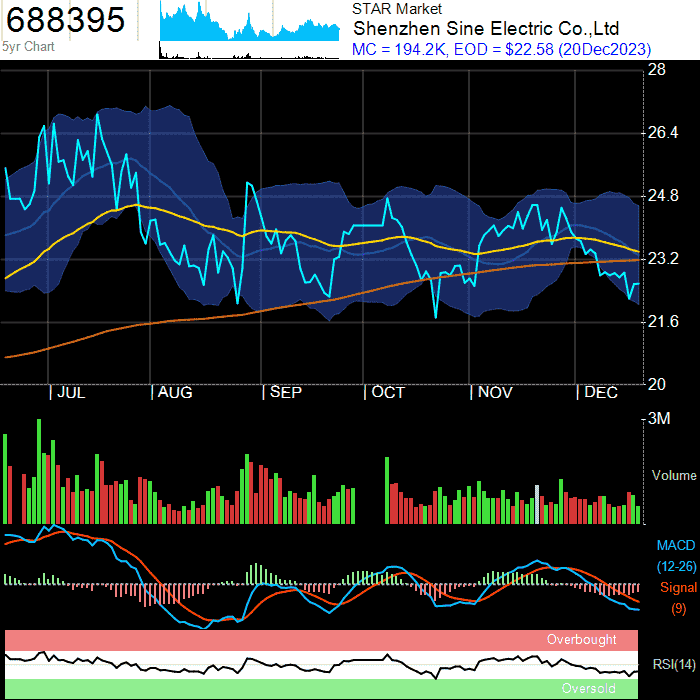 688395
5yr Chart
STAR Market
Shenzhen Sine Electric Co.,Ltd
MC = 194.2K, EOD = $22.58 (20Dec2023)
28
26.4
24.8
23.2
21.6
20
| JUL | AUG | SEP | OCT | NOV | DEC
3M
Volume
MACD
(12-26)
Signal
(9)
Overbought
RSI(14)
Oversold